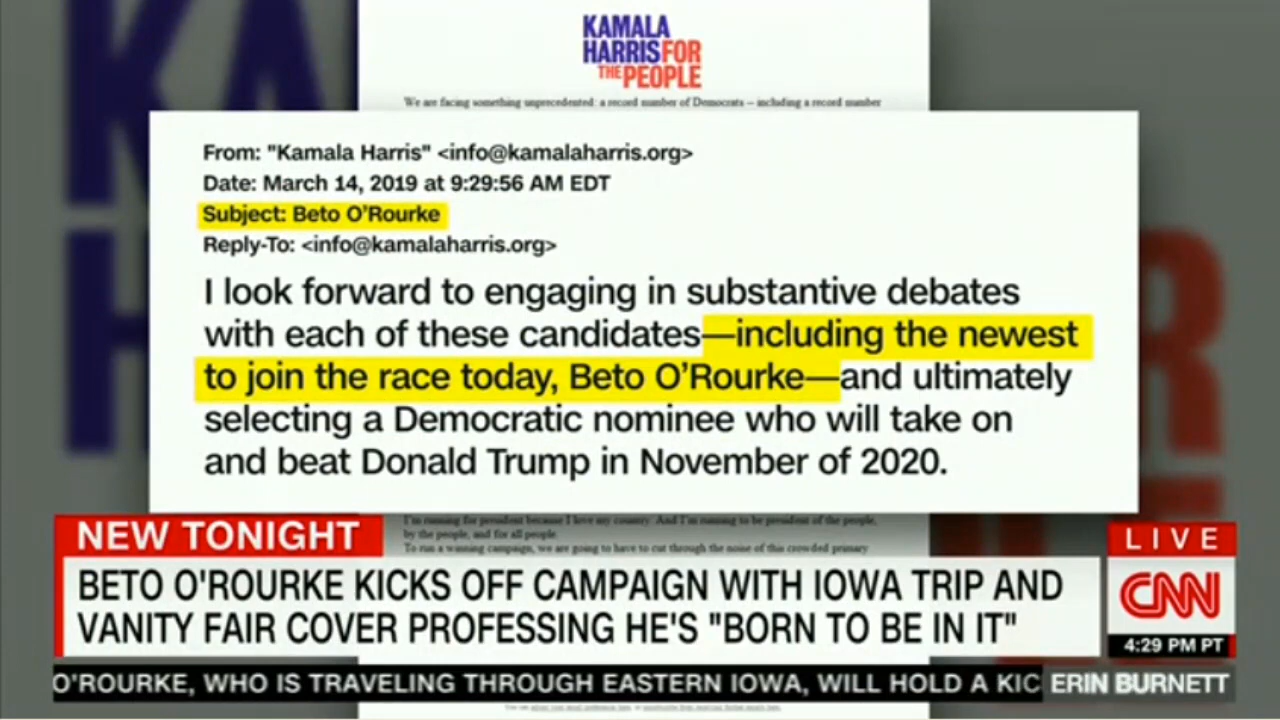 KAMALA
HARRIS FOR
THE PEOPLE
We are facing something unprecedented: a record number of Democrats – including a record number
From: "Kamala Harris" <info@kamalaharris.org>
Date: March 14, 2019 at 9:29:56 AM EDT
Subject: Beto O'Rourke
Reply-To: <info@kamalaharris.org>
I look forward to engaging in substantive debates
with each of these candidates—including the newest
to join the race today, Beto O'Rourke—and ultimately
selecting a Democratic nominee who will take on
and beat Donald Trump in November of 2020.
I'm running for president because I love my country. And I'm running to be president of the people,
by the people, and for all people.
To run a winning campaign, we are going to have to cut through the noise of this crowded primary
NEW TONIGHT
BETO O'ROURKE KICKS OFF CAMPAIGN WITH IOWA TRIP AND
VANITY FAIR COVER PROFESSING HE'S "BORN TO BE IN IT"
LIVE
CNN
4:29 PM PT
O'ROURKE, WHO IS TRAVELING THROUGH EASTERN IOWA, WILL HOLD A KIC
ERIN BURNETT